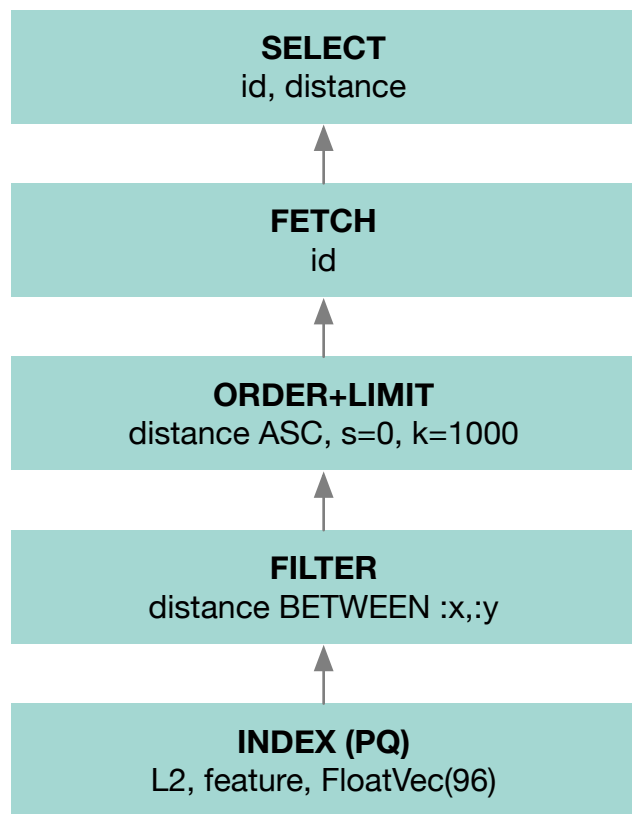 SELECT
id, distance
FETCH
id
ORDER+LIMIT
distance ASC, s=0, k=1000
FILTER
distance BETWEEN :x,:y
INDEX (PQ)
L2, feature, FloatVec(96)